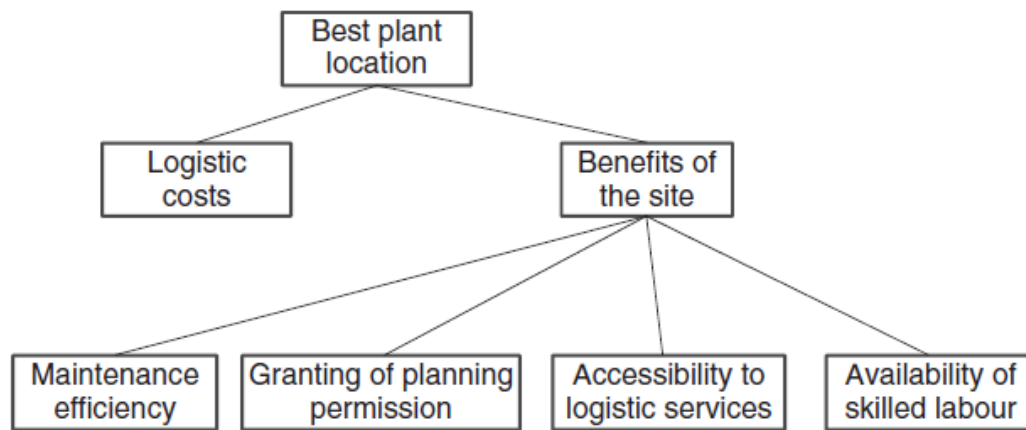 Best plant
location
Logistic
costs
Benefits of
the site
Maintenance
efficiency
Granting of planning
permission
Accessibility to
logistic services
Availability of
skilled labour